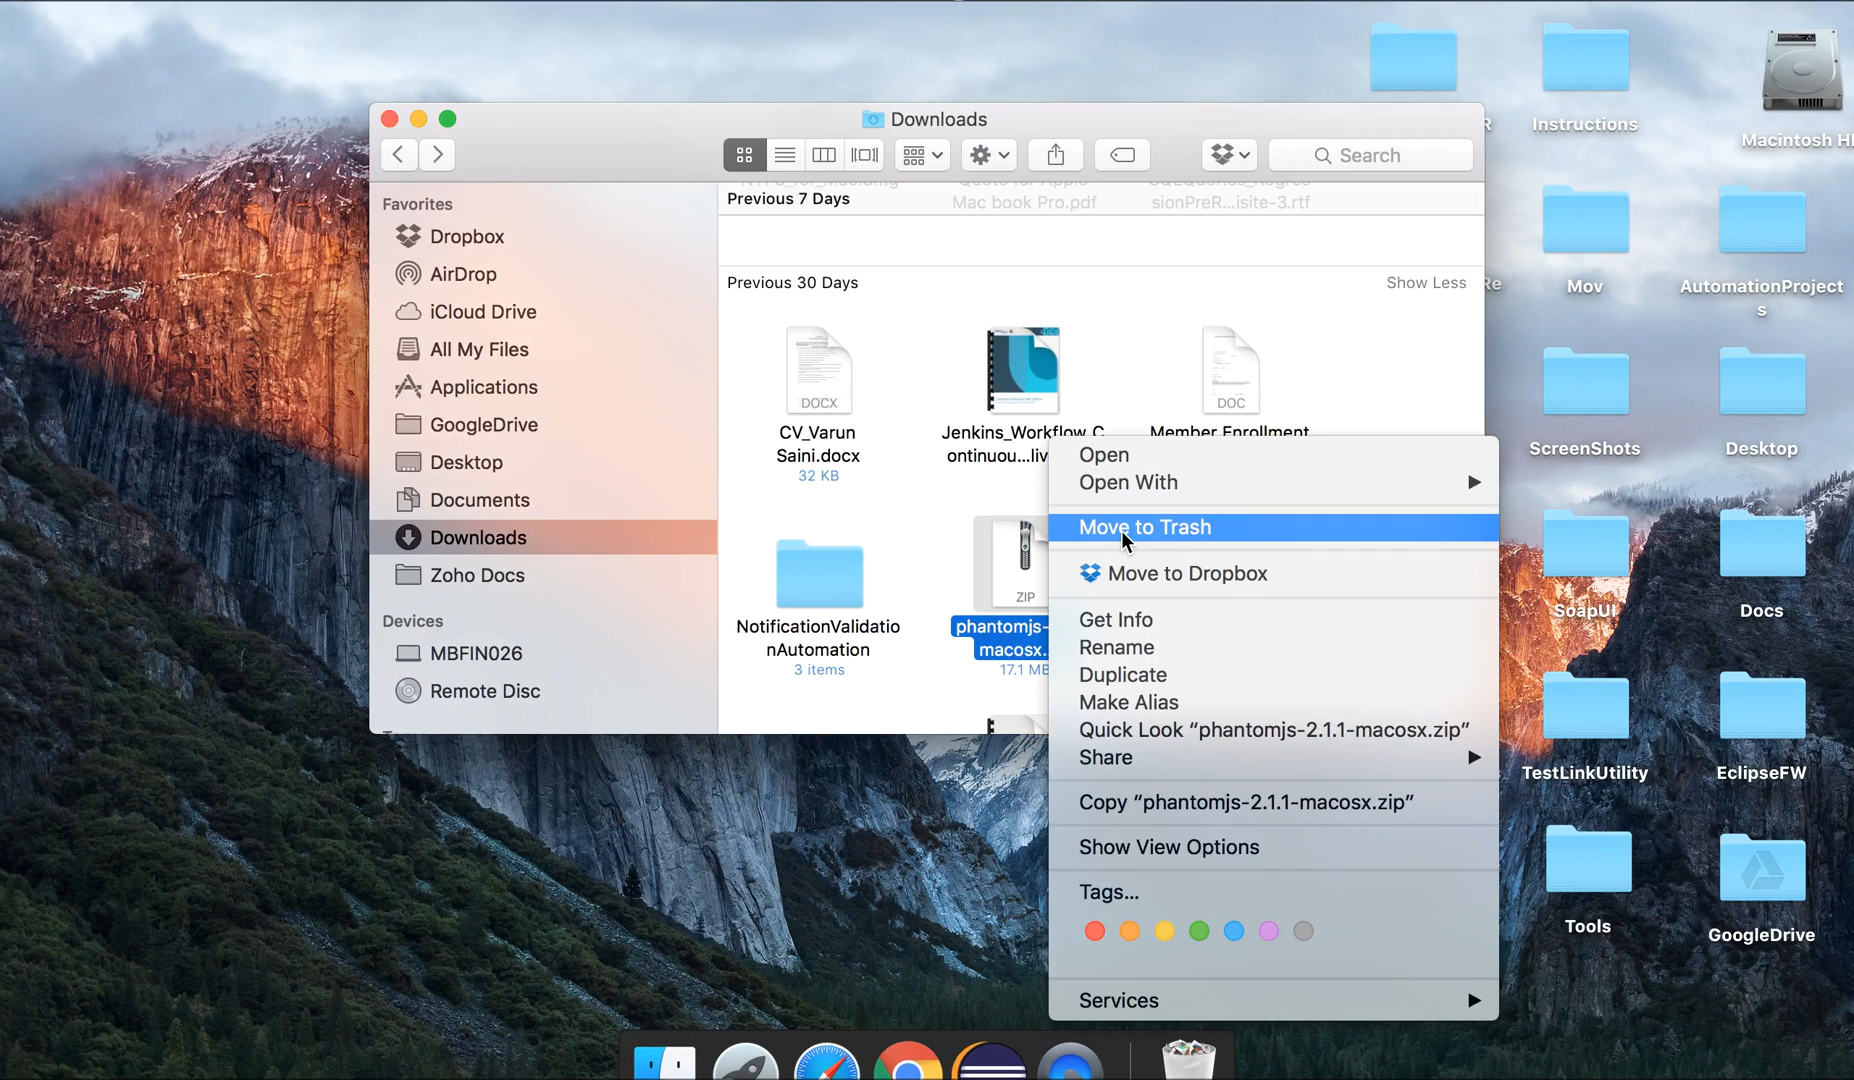 Downloads
Search
Favorites
Dropbox
AirDrop
iCloud Drive
All My Files
Applications
GoogleDrive
Desktop
Documents
Downloads
Zoho Docs
Devices
MBFIN026
Remote Disc
Mac book Pro.pdf
sionPreR...isite-3.rtf
Previous 7 Days
Previous 30 Days
Show Less
DOCX
CV_Varun
Saini.docx
32 KB
Jenkins_Workflow_C
ontinuou...liv
DOC
Member Enrollment
NotificationValidatio
nAutomation
3 items
ZIP
phantomjs-
macosx.
17.1 MB
Open
Open With
Move to Trash
Move to Dropbox
Get Info
Rename
Duplicate
Make Alias
Quick Look “phantomjs-2.1.1-macosx.zip”
Share
Copy “phantomjs-2.1.1-macosx.zip”
Show View Options
Tags...
Services
R
Instructions
Macintosh H
Re
Mov
AutomationProject
s
ScreenShots
Desktop
SoapUI
Docs
TestLinkUtility
EclipseFW
Tools
GoogleDrive